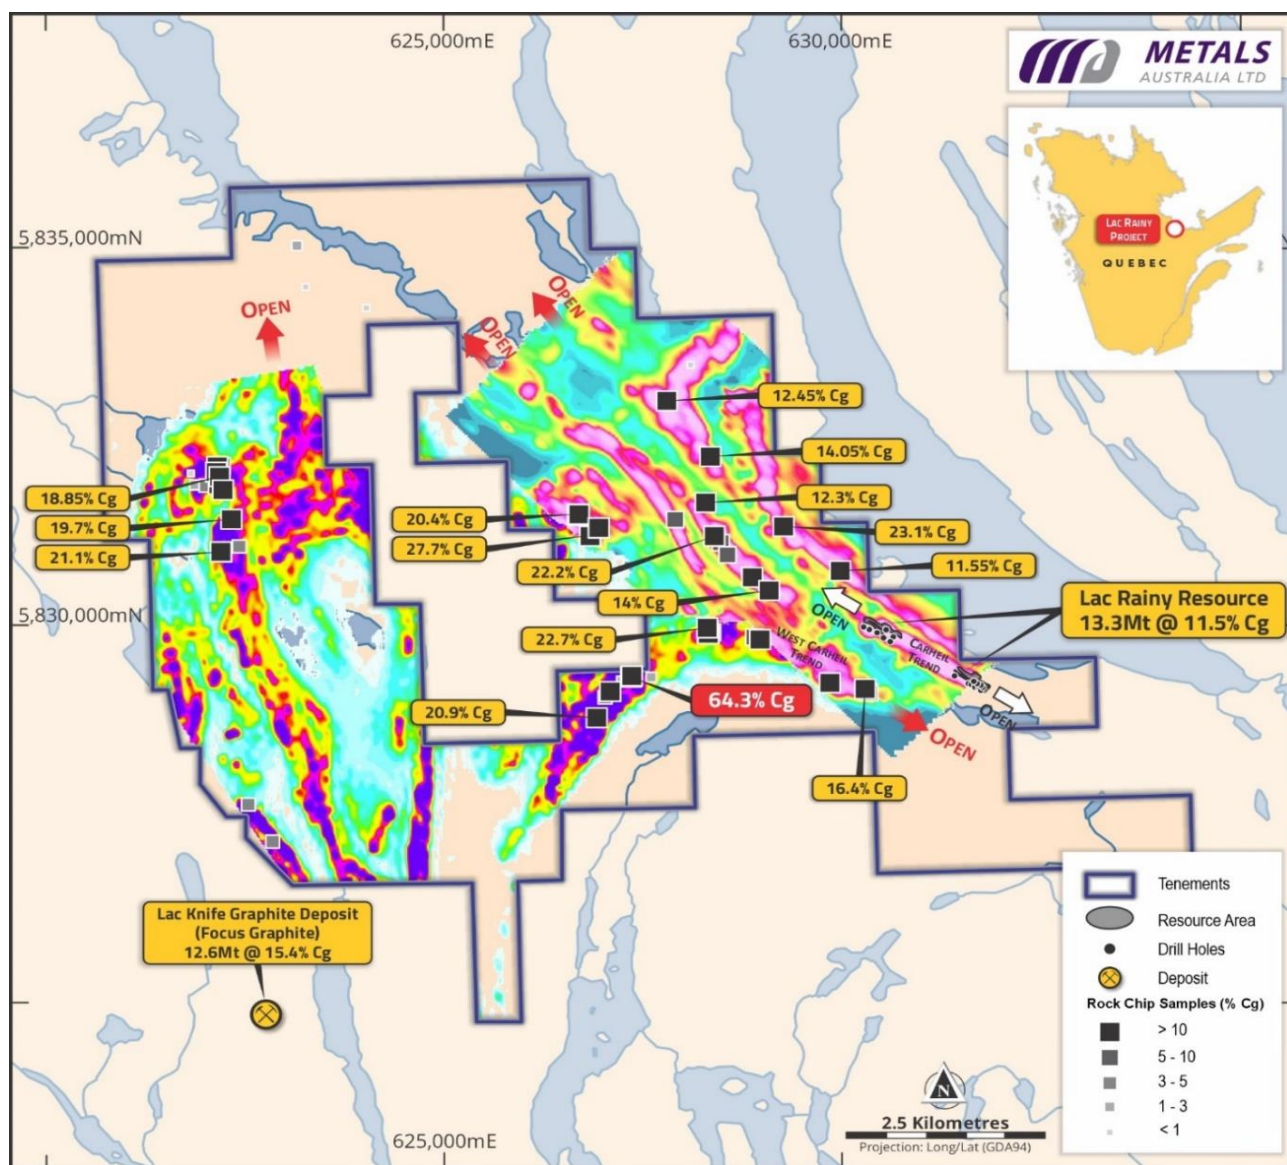 625,000mE
630,000mE
METALS
AUSTRALIA LTD
LAC RAINY
PROJECT
QUEBEC
5,835,000mN
OPEN
OPEN
OPEN
12.45% Cg
14.05% Cg
18.85% Cg
12.3% Cg
20.4% Cg
19.7% Cg
23.1% Cg
27.7% Cg
21.1% Cg
22.2% Cg
11.55% Cg
14% Cg
Lac Rainy Resource
13.3Mt @ 11.5% Cg
5,830,000mN
OPEN
22.7% Cg
WEST CARHEIL
TREND
CARHEIL
TREND
64.3% Cg
20.9% Cg
OPEN
OPEN
16.4% Cg
Lac Knife Graphite Deposit
(Focus Graphite)
12.6Mt @ 15.4% Cg
Tenements
Resource Area
Drill Holes
Deposit
Rock Chip Samples (% Cg)
> 10
5 - 10
3 - 5
1 - 3
< 1
N
2.5 Kilometres
Projection: Long/Lat (GDA94)
625,000mE